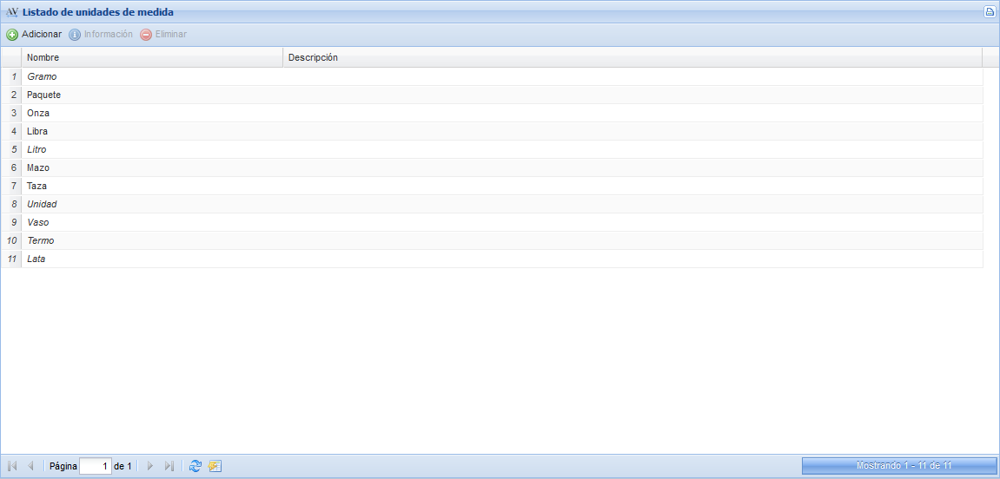 Listado de unidades de medida
Adicionar Información Eliminar
Nombre Descripción
1 Gramo
2 Paquete
3 Onza
4 Libra
5 Litro
6 Mazo
7 Taza
8 Unidad
9 Vaso
10 Termo
11 Lata
Página 1 de 1 Mostrando 1 - 11 de 11